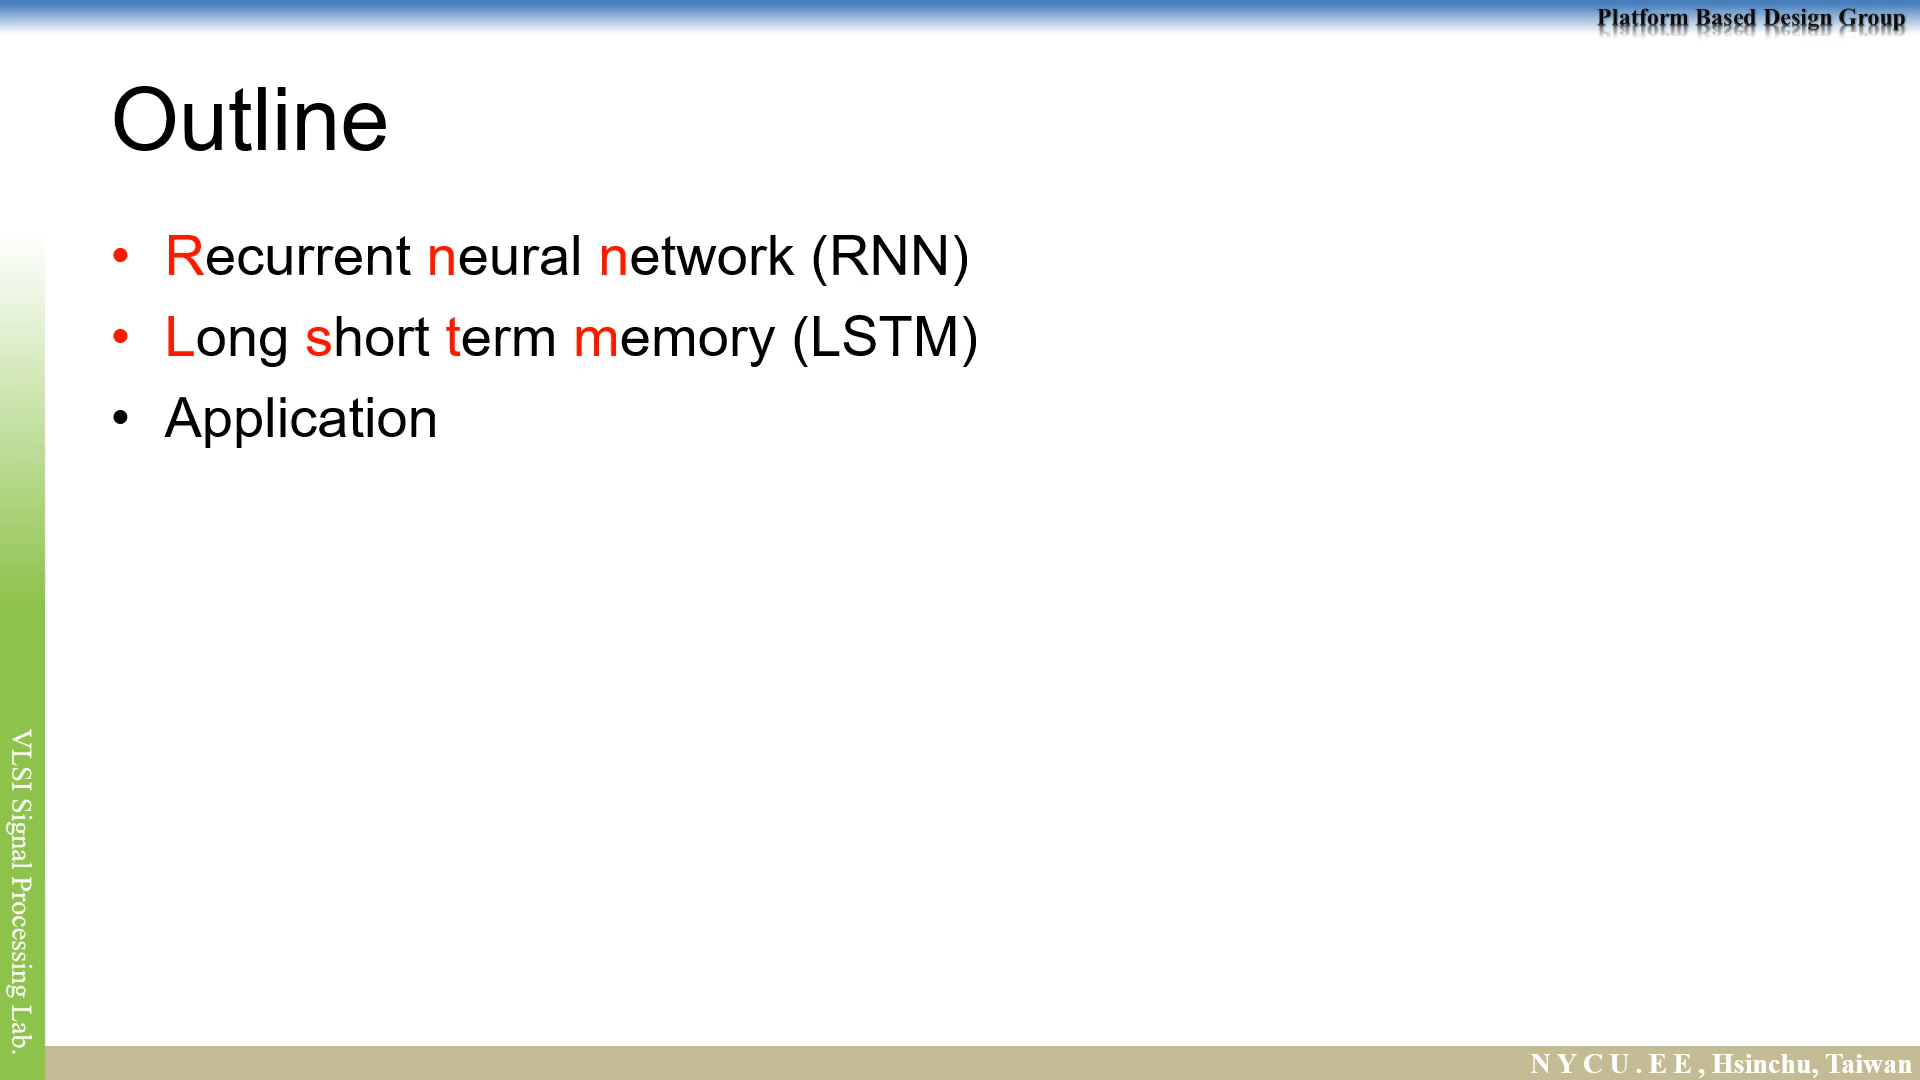 Platform Based Design Group
Outline
• Recurrent neural network (RNN)
• Long short term memory (LSTM)
• Application
VLSI Signal Processing Lab.
N Y C U . E E , Hsinchu, Taiwan